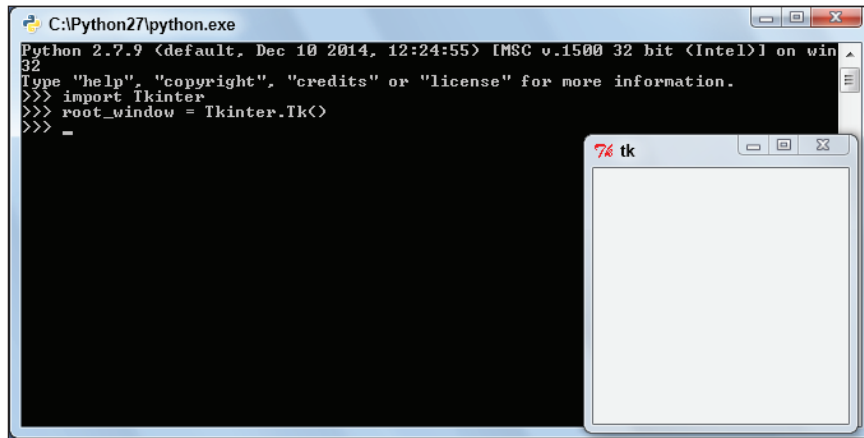 C:\Python27\python.exe
Python 2.7.9 (default, Dec 10 2014, 12:24:55) [MSC v.1500 32 bit (Intel)] on win
32
Type "help", "copyright", "credits" or "license" for more information.
>>> import Tkinter
>>> root_window = Tkinter.Tk()
>>> _
Tk tk